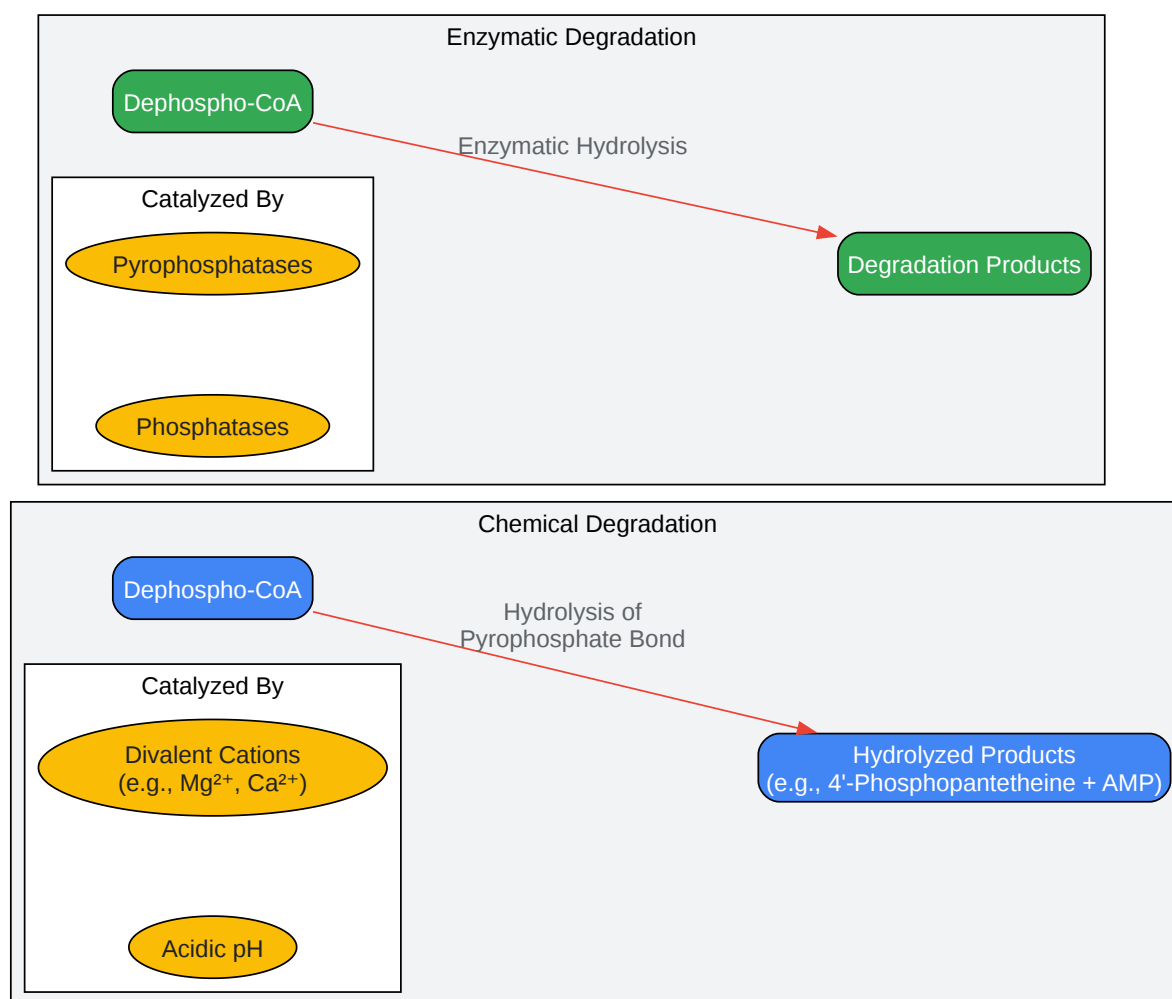 Enzymatic Degradation
Dephospho-CoA
Enzymatic Hydrolysis
Catalyzed By
Pyrophosphatases
Degradation Products
Phosphatases
Chemical Degradation
Dephospho-CoA
Hydrolysis of
Pyrophosphate Bond
Catalyzed By
Divalent Cations
(e.g., Mg²⁺, Ca²⁺)
Hydrolyzed Products
(e.g., 4'-Phosphopantetheine + AMP)
Acidic pH